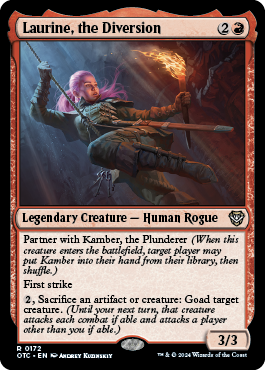 Laurine, the Diversion 2
Legendary Creature — Human Rogue
Partner with Kamber, the Plunderer (When this
creature enters the battlefield, target player may
put Kamber into their hand from their library, then
shuffle.)
First strike
2, Sacrifice an artifact or creature: Goad target
creature. (Until your next turn, that creature
attacks each combat if able and attacks a player
other than you if able.)
3/3
R 0172
OTC • EN Andrey Kuzinskiy
™ & © 2024 Wizards of the Coast